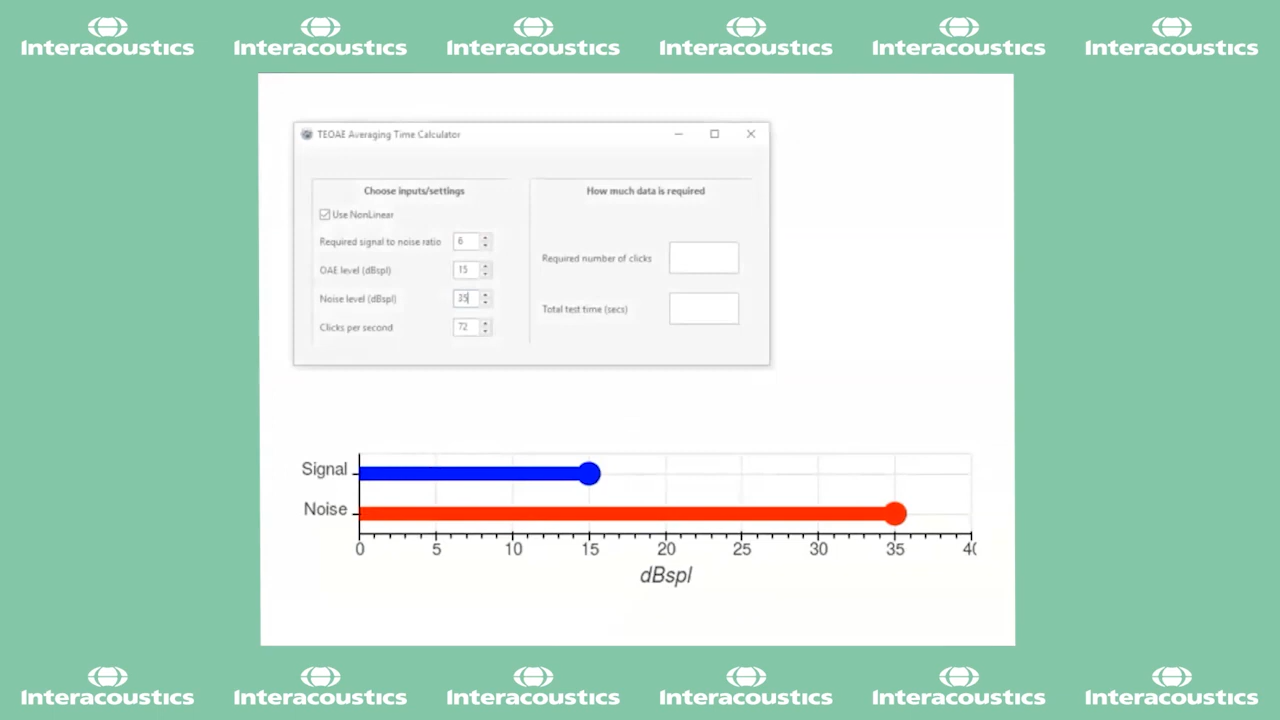 Interacoustics Interacoustics Interacoustics Interacoustics Interacoustics Interacoustics
TEOAE Averaging Time Calculator
Choose inputs/settings
Use NonLinear
Required signal to noise ratio 6
OAE level (dBspl) 15
Noise level (dBspl) 35
Clicks per second 72
How much data is required
Required number of clicks
Total test time (secs)
Signal
Noise
0 5 10 15 20 25 30 35 40
dBspl
Interacoustics Interacoustics Interacoustics Interacoustics Interacoustics Interacoustics